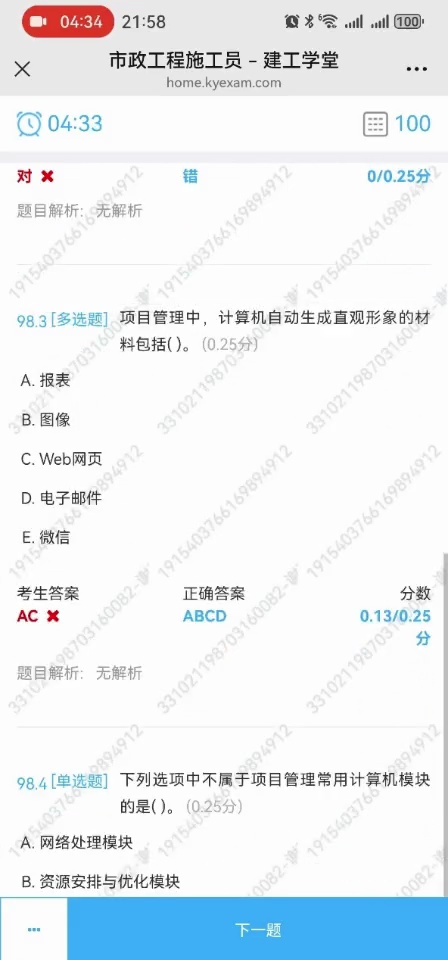 04:34 21:58 100
市政工程施工员 – 建工学堂
home.kyexam.com
04:33 100
对 ✖ 错 0/0.25分
题目解析: 无解析
98.3 [多选题] 项目管理中，计算机自动生成直观形象的材
料包括( )。 (0.25分)
A. 报表
B. 图像
C. Web网页
D. 电子邮件
E. 微信
考生答案 正确答案 分数
AC ✖ ABCD 0.13/0.25
分
题目解析: 无解析
98.4 [单选题] 下列选项中不属于项目管理常用计算机模块
的是( )。 (0.25分)
A. 网络处理模块
B. 资源安排与优化模块
下一题